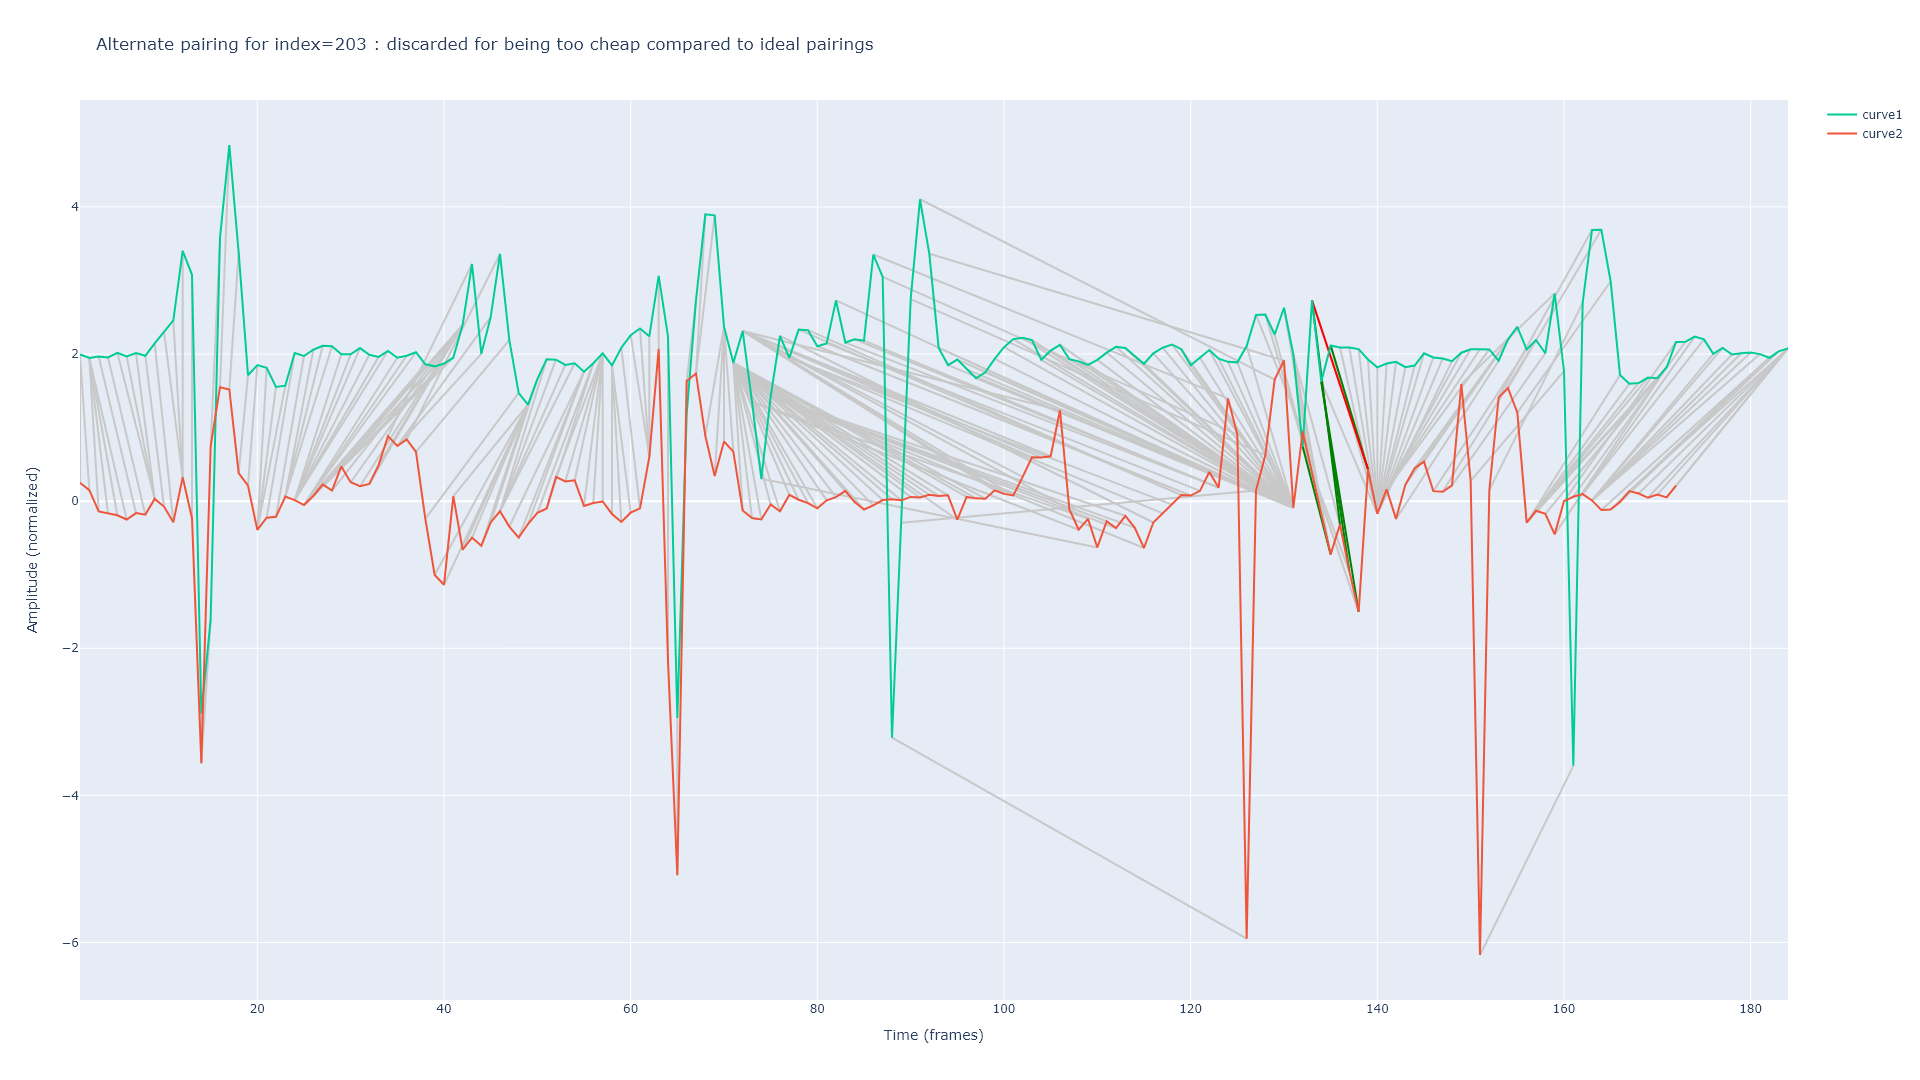 Alternate pairing for index=203 : discarded for being too cheap compared to ideal pairings
curve1
curve2
4
2
0
−2
−4
−6
Amplitude (normalized)
20 40 60 80 100 120 140 160 180
Time (frames)